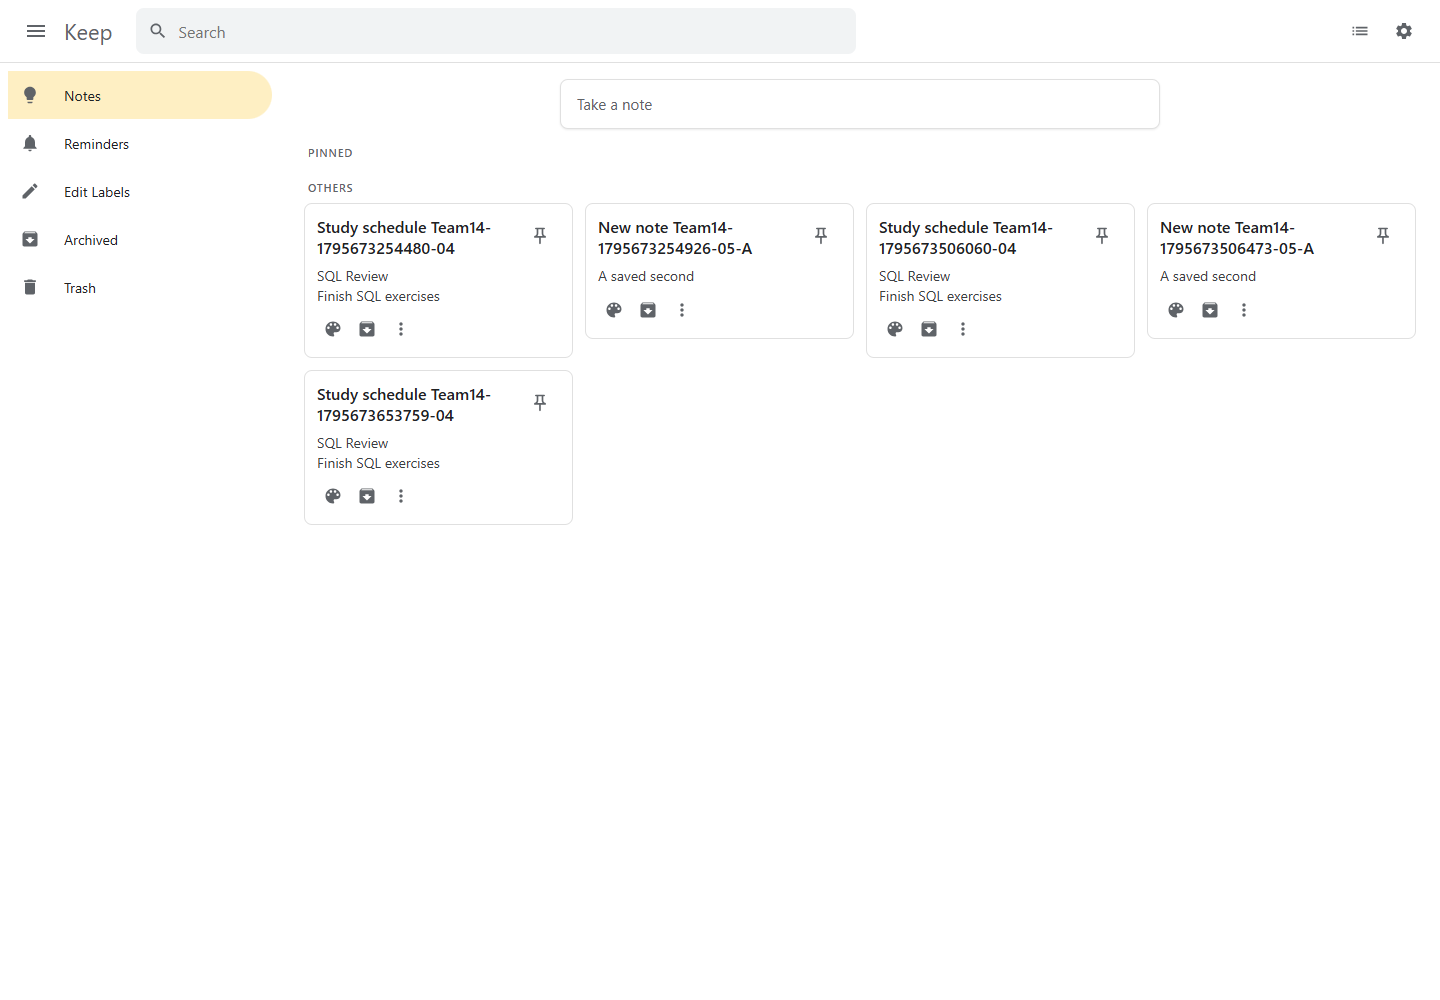 Keep
Search
Notes
Reminders
Edit Labels
Archived
Trash
Take a note
PINNED
OTHERS
Study schedule Team14-
1795673254480-04
SQL Review
Finish SQL exercises
New note Team14-
1795673254926-05-A
A saved second
Study schedule Team14-
1795673506060-04
SQL Review
Finish SQL exercises
New note Team14-
1795673506473-05-A
A saved second
Study schedule Team14-
1795673653759-04
SQL Review
Finish SQL exercises